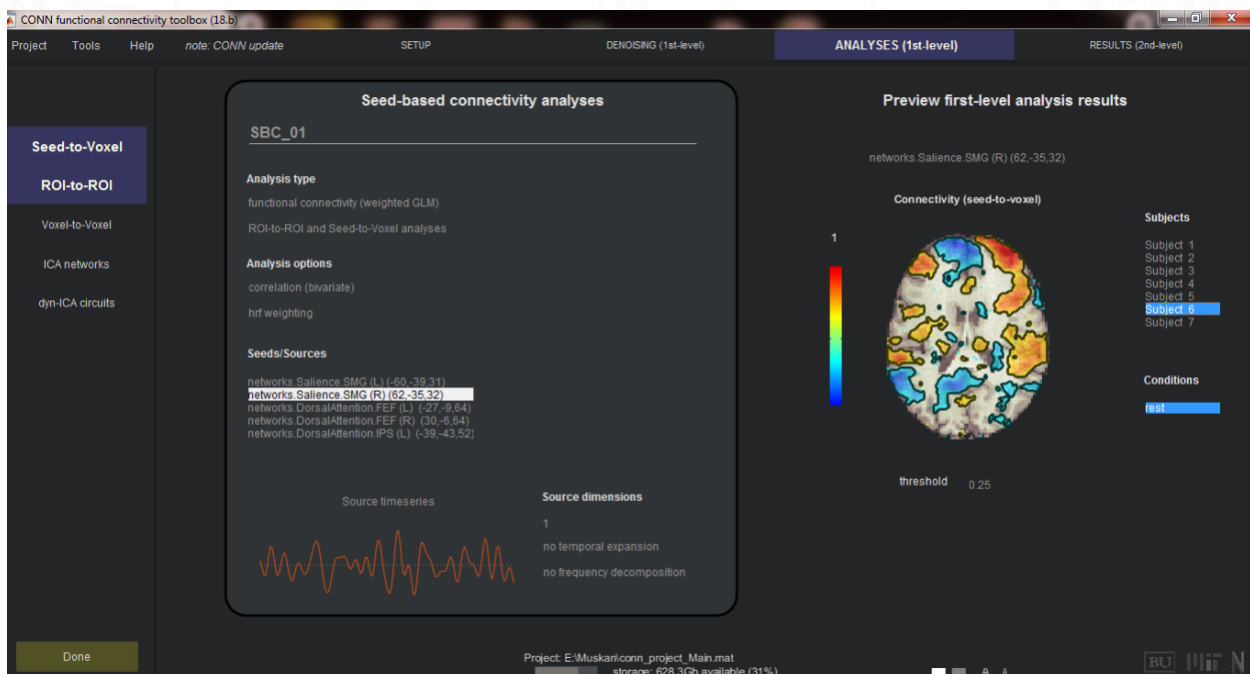 CONN functional connectivity toolbox (18.b)
Project Tools Help note: CONN update SETUP DENOISING (1st-level) ANALYSES (1st-level) RESULTS (2nd-level)
Seed-to-Voxel
ROI-to-ROI
Voxel-to-Voxel
ICA networks
dyn-ICA circuits
Done
Seed-based connectivity analyses
SBC_01
Analysis type
functional connectivity (weighted GLM)
ROI-to-ROI and Seed-to-Voxel analyses
Analysis options
correlation (bivariate)
hrf weighting
Seeds/Sources
networks.Salience.SMG (L) (-60,-39,31)
networks.Salience.SMG (R) (62,-35,32)
networks.DorsalAttention.FEF (L) (-27,-9,64)
networks.DorsalAttention.FEF (R) (30,-6,64)
networks.DorsalAttention.IPS (L) (-39,-43,52)
Source timeseries
Source dimensions
1
no temporal expansion
no frequency decomposition
Preview first-level analysis results
networks.Salience.SMG (R) (62,-35,32)
Connectivity (seed-to-voxel)
1
threshold 0.25
Subjects
Subject 1
Subject 2
Subject 3
Subject 4
Subject 5
Subject 6
Subject 7
Conditions
rest
Project: E:\Muskan\conn_project_Main.mat
storage: 628.3Gb available (31%)
A A
BU MIT N